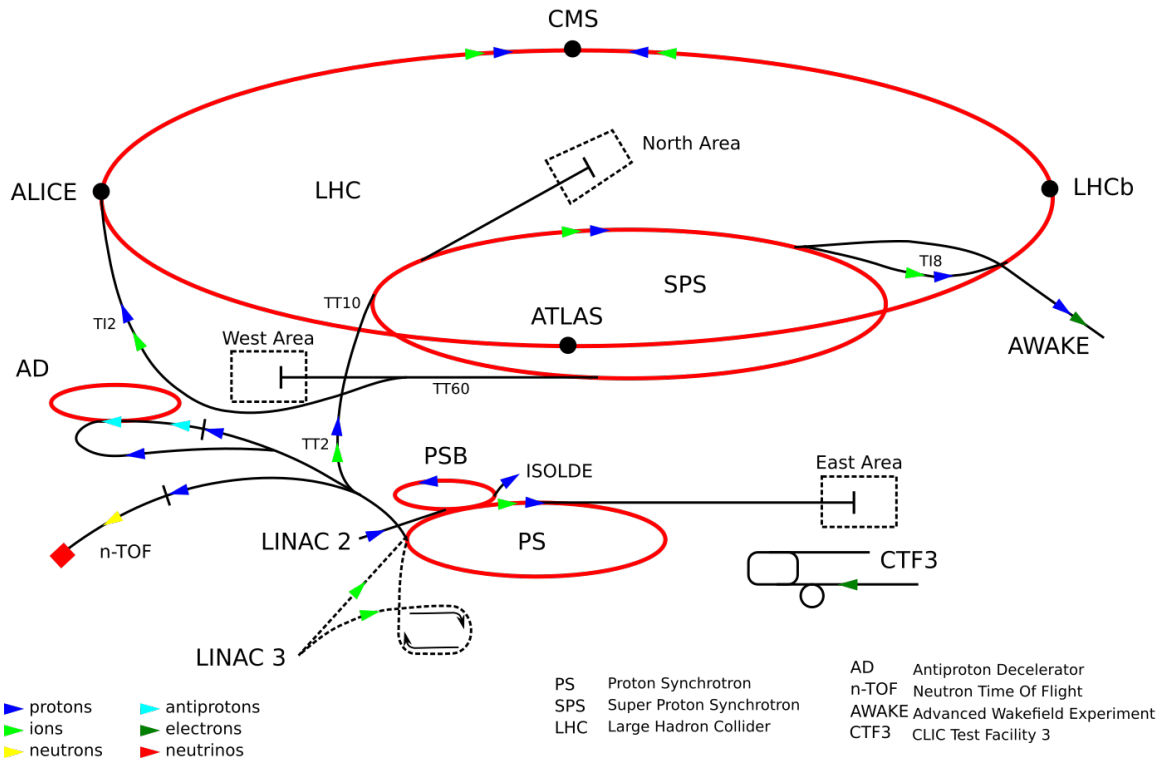 CMS
North Area
ALICE
LHC
LHCb
TI8
SPS
TT10
ATLAS
TI2
West Area
AWAKE
AD
TT60
TT2
PSB
ISOLDE
East Area
LINAC 2
PS
n-TOF
CTF3
LINAC 3
protons
ions
neutrons
antiprotons
electrons
neutrinos
PS Proton Synchrotron
SPS Super Proton Synchrotron
LHC Large Hadron Collider
AD Antiproton Decelerator
n-TOF Neutron Time Of Flight
AWAKE Advanced Wakefield Experiment
CTF3 CLIC Test Facility 3